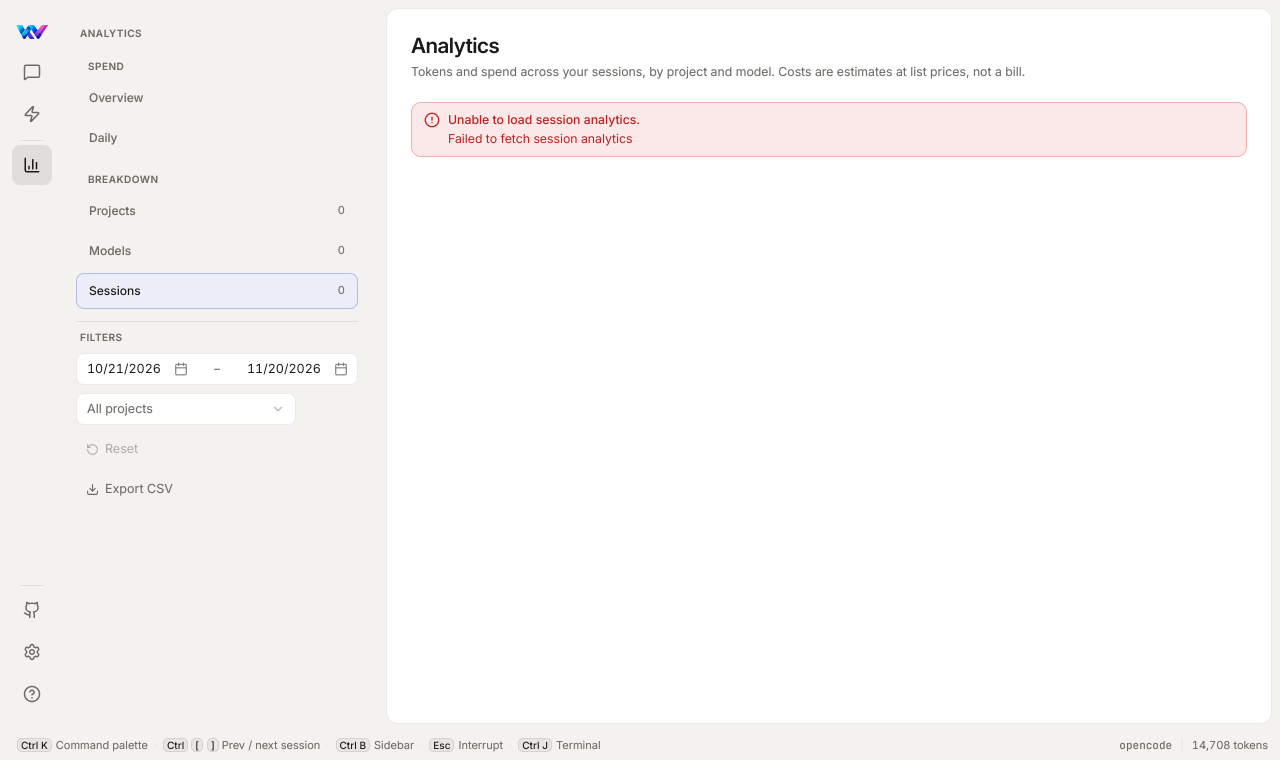 ANALYTICS
SPEND
Overview
Daily
BREAKDOWN
Projects 0
Models 0
Sessions 0
FILTERS
10/21/2026 – 11/20/2026
All projects
Reset
Export CSV
Analytics
Tokens and spend across your sessions, by project and model. Costs are estimates at list prices, not a bill.
Unable to load session analytics.
Failed to fetch session analytics
Ctrl K Command palette Ctrl [ ] Prev / next session Ctrl B Sidebar Esc Interrupt Ctrl J Terminal opencode 14,708 tokens